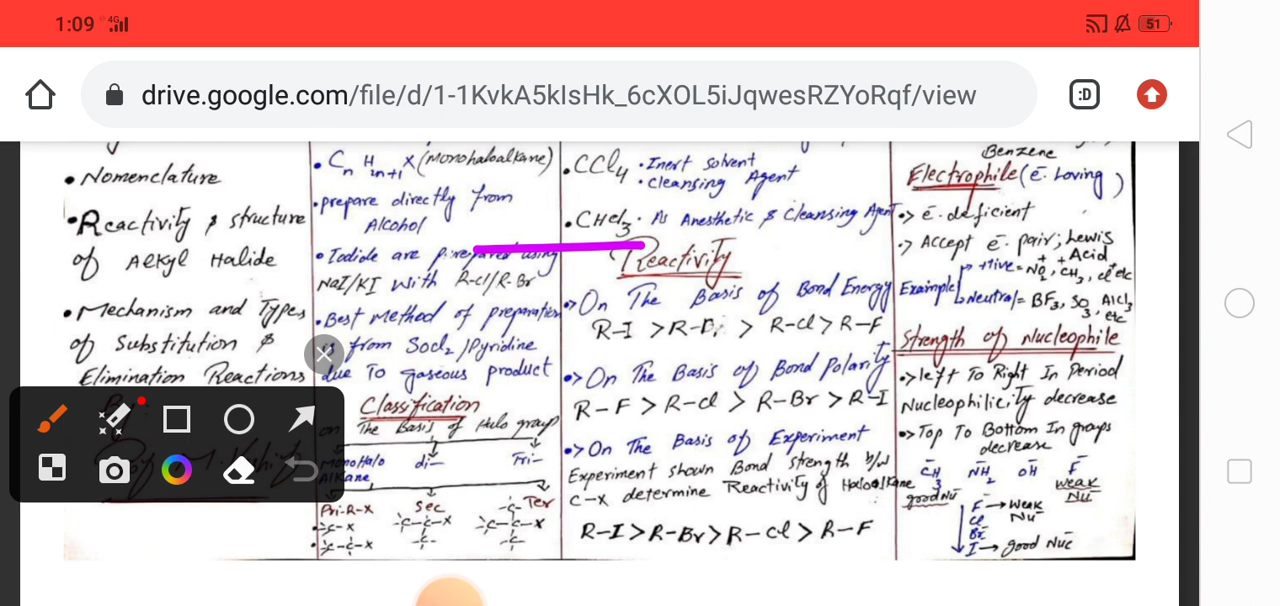 1:09 4G
51
drive.google.com/file/d/1-1KvkA5kIsHk_6cXOL5iJqwesRZYoRqf/view
:D
• Nomenclature
• Reactivity & structure
of Alkyl Halide
• Mechanism and Types
of Substitution &
Elimination Reactions
• CnH2n+1X (Monohaloalkane)
• prepare directly from
Alcohol
• Iodide are prepared using
NaI/KI with R-Cl/R-Br
• Best Method of preparation
is from SOCl2/Pyridine
due To gaseous product
Classification
on The Basis of Halo group
MonoHalo di- Tri-
Alkane
Pri-R-X Sec Ter
-C-X -C-C-X -C-C-X
-C-C-X -C- -C-
• CCl4 • Inert solvent
• cleansing Agent
• CHCl3 • As Anesthetic & Cleansing Agent
Reactivity
•> On The Basis of Bond Energy
R-I > R-Br > R-Cl > R-F
•> On The Basis of Bond Polarity
R-F > R-Cl > R-Br > R-I
•> On The Basis of Experiment
Experiment shown Bond strength b/w
C-X determine Reactivity of Haloalkane
R-I > R-Br > R-Cl > R-F
Benzene
Electrophile (ē. Loving)
•> ē. deficient
•> Accept ē. pair; Lewis
Acid
Example +tive = NO2+, CH3+, Cl+ etc
Neutral = BF3, SO3, AlCl3
etc
Strength of Nucleophile
•> left To Right In Period
Nucleophilicity decrease
•> Top To Bottom In groups
decrease
CH3- NH2- OH- F-
good Nu weak
Nu
F → Weak
Cl Nu
Br
I → good Nuc